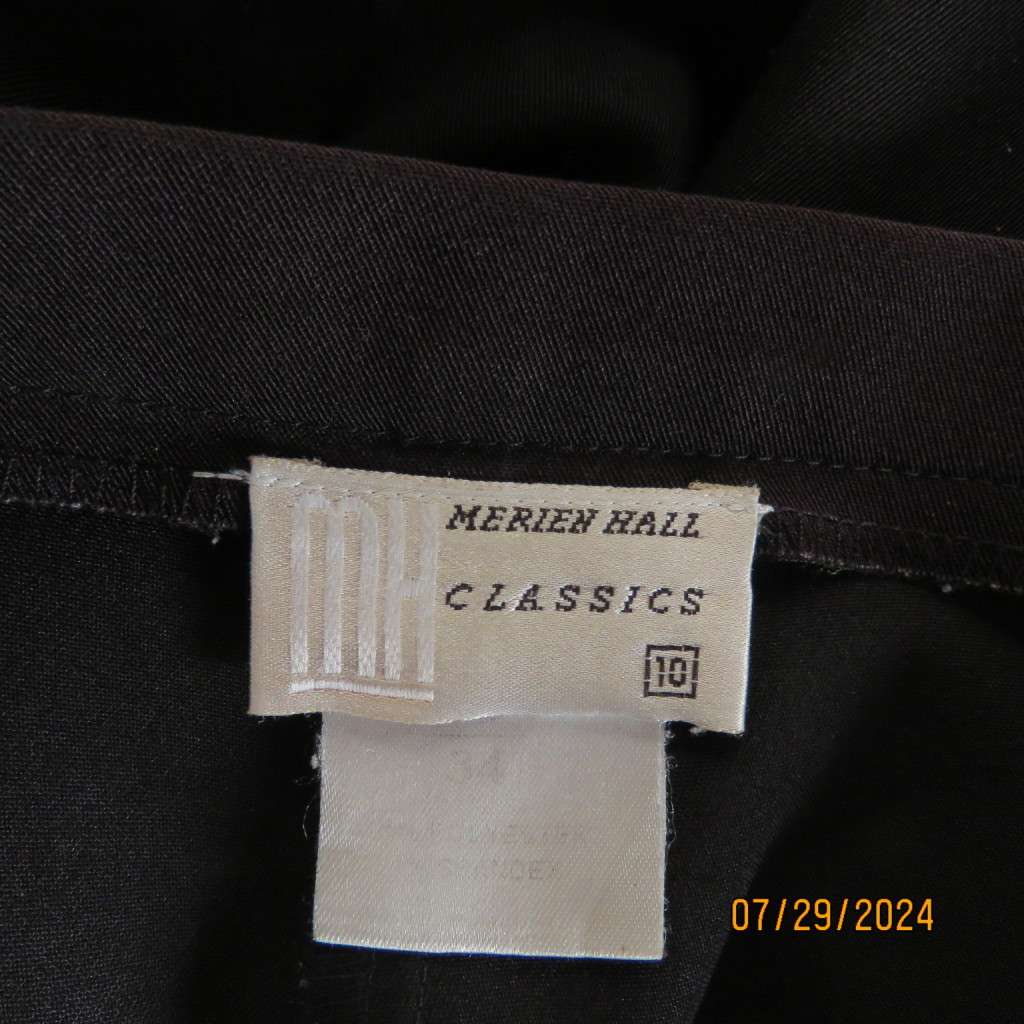 MH
MERIEN HALL
CLASSICS
10
34
07/29/2024